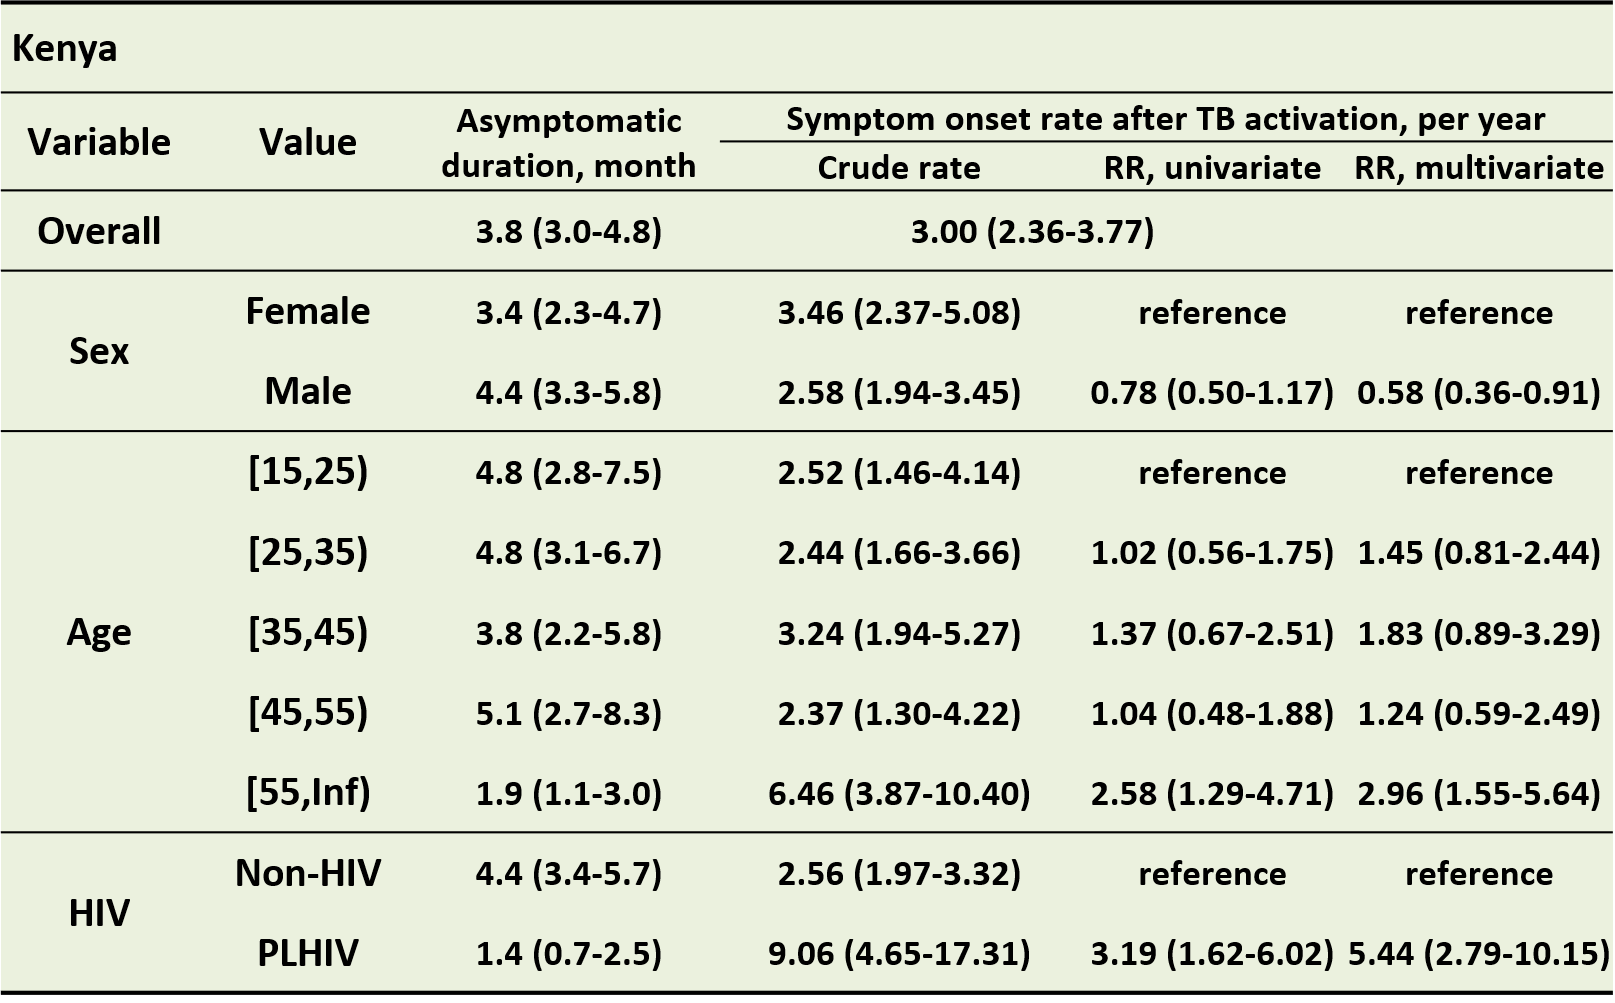 Kenya
Variable Value Asymptomatic duration, month Symptom onset rate after TB activation, per year
Crude rate RR, univariate RR, multivariate
Overall 3.8 (3.0-4.8) 3.00 (2.36-3.77)
Sex
Female 3.4 (2.3-4.7) 3.46 (2.37-5.08) reference reference
Male 4.4 (3.3-5.8) 2.58 (1.94-3.45) 0.78 (0.50-1.17) 0.58 (0.36-0.91)
Age
[15,25) 4.8 (2.8-7.5) 2.52 (1.46-4.14) reference reference
[25,35) 4.8 (3.1-6.7) 2.44 (1.66-3.66) 1.02 (0.56-1.75) 1.45 (0.81-2.44)
[35,45) 3.8 (2.2-5.8) 3.24 (1.94-5.27) 1.37 (0.67-2.51) 1.83 (0.89-3.29)
[45,55) 5.1 (2.7-8.3) 2.37 (1.30-4.22) 1.04 (0.48-1.88) 1.24 (0.59-2.49)
[55,Inf) 1.9 (1.1-3.0) 6.46 (3.87-10.40) 2.58 (1.29-4.71) 2.96 (1.55-5.64)
HIV
Non-HIV 4.4 (3.4-5.7) 2.56 (1.97-3.32) reference reference
PLHIV 1.4 (0.7-2.5) 9.06 (4.65-17.31) 3.19 (1.62-6.02) 5.44 (2.79-10.15)